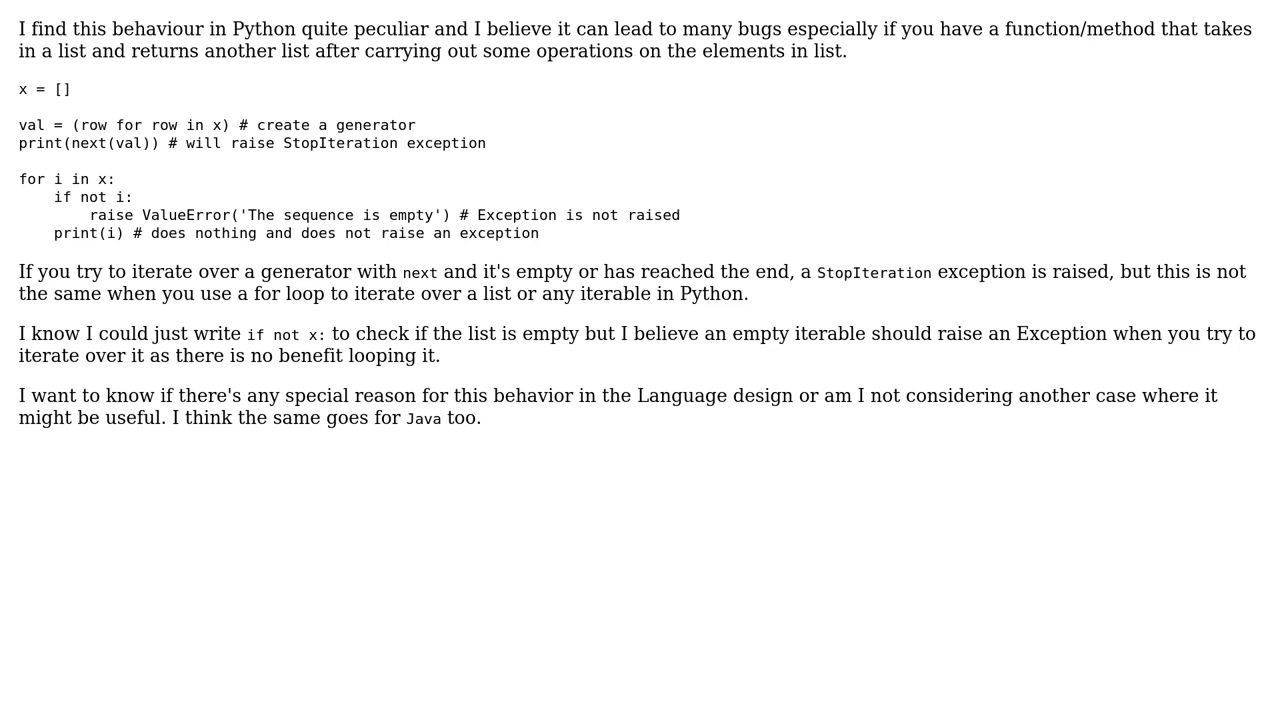 I find this behaviour in Python quite peculiar and I believe it can lead to many bugs especially if you have a function/method that takes
in a list and returns another list after carrying out some operations on the elements in list.
x = []
val = (row for row in x) # create a generator
print(next(val)) # will raise StopIteration exception
for i in x:
    if not i:
        raise ValueError('The sequence is empty') # Exception is not raised
    print(i) # does nothing and does not raise an exception
If you try to iterate over a generator with next and it's empty or has reached the end, a StopIteration exception is raised, but this is not
the same when you use a for loop to iterate over a list or any iterable in Python.
I know I could just write if not x: to check if the list is empty but I believe an empty iterable should raise an Exception when you try to
iterate over it as there is no benefit looping it.
I want to know if there's any special reason for this behavior in the Language design or am I not considering another case where it
might be useful. I think the same goes for Java too.